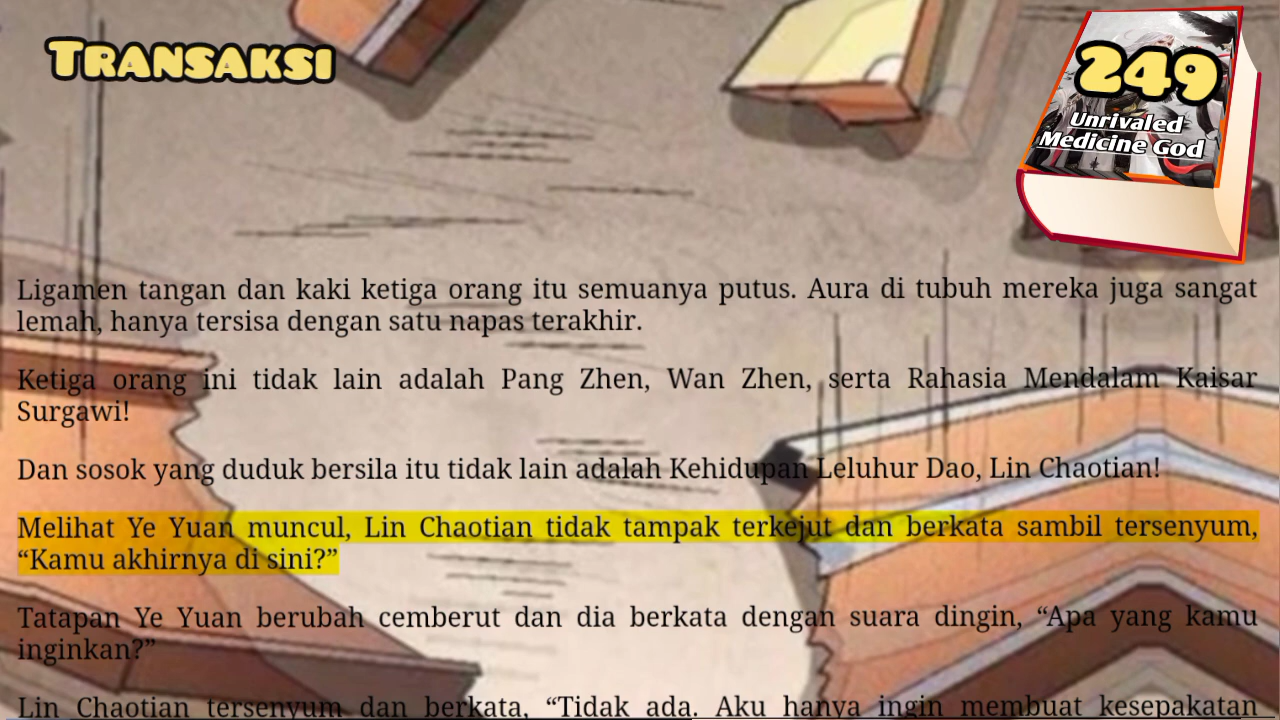 Transaksi
249
Unrivaled
Medicine God
Ligamen tangan dan kaki ketiga orang itu semuanya putus. Aura di tubuh mereka juga sangat
lemah, hanya tersisa dengan satu napas terakhir.
Ketiga orang ini tidak lain adalah Pang Zhen, Wan Zhen, serta Rahasia Mendalam Kaisar
Surgawi!
Dan sosok yang duduk bersila itu tidak lain adalah Kehidupan Leluhur Dao, Lin Chaotian!
Melihat Ye Yuan muncul, Lin Chaotian tidak tampak terkejut dan berkata sambil tersenyum,
“Kamu akhirnya di sini?”
Tatapan Ye Yuan berubah cemberut dan dia berkata dengan suara dingin, “Apa yang kamu
inginkan?”
Lin Chaotian tersenyum dan berkata, “Tidak ada. Aku hanya ingin membuat kesepakatan